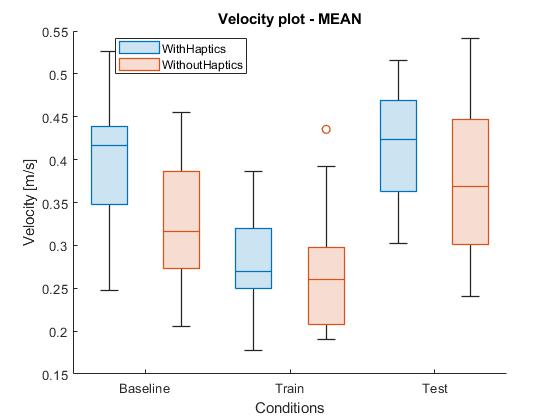 Velocity plot - MEAN
WithHaptics
WithoutHaptics
0.55
0.5
0.45
0.4
0.35
0.3
0.25
0.2
0.15
Velocity [m/s]
Baseline Train Test
Conditions